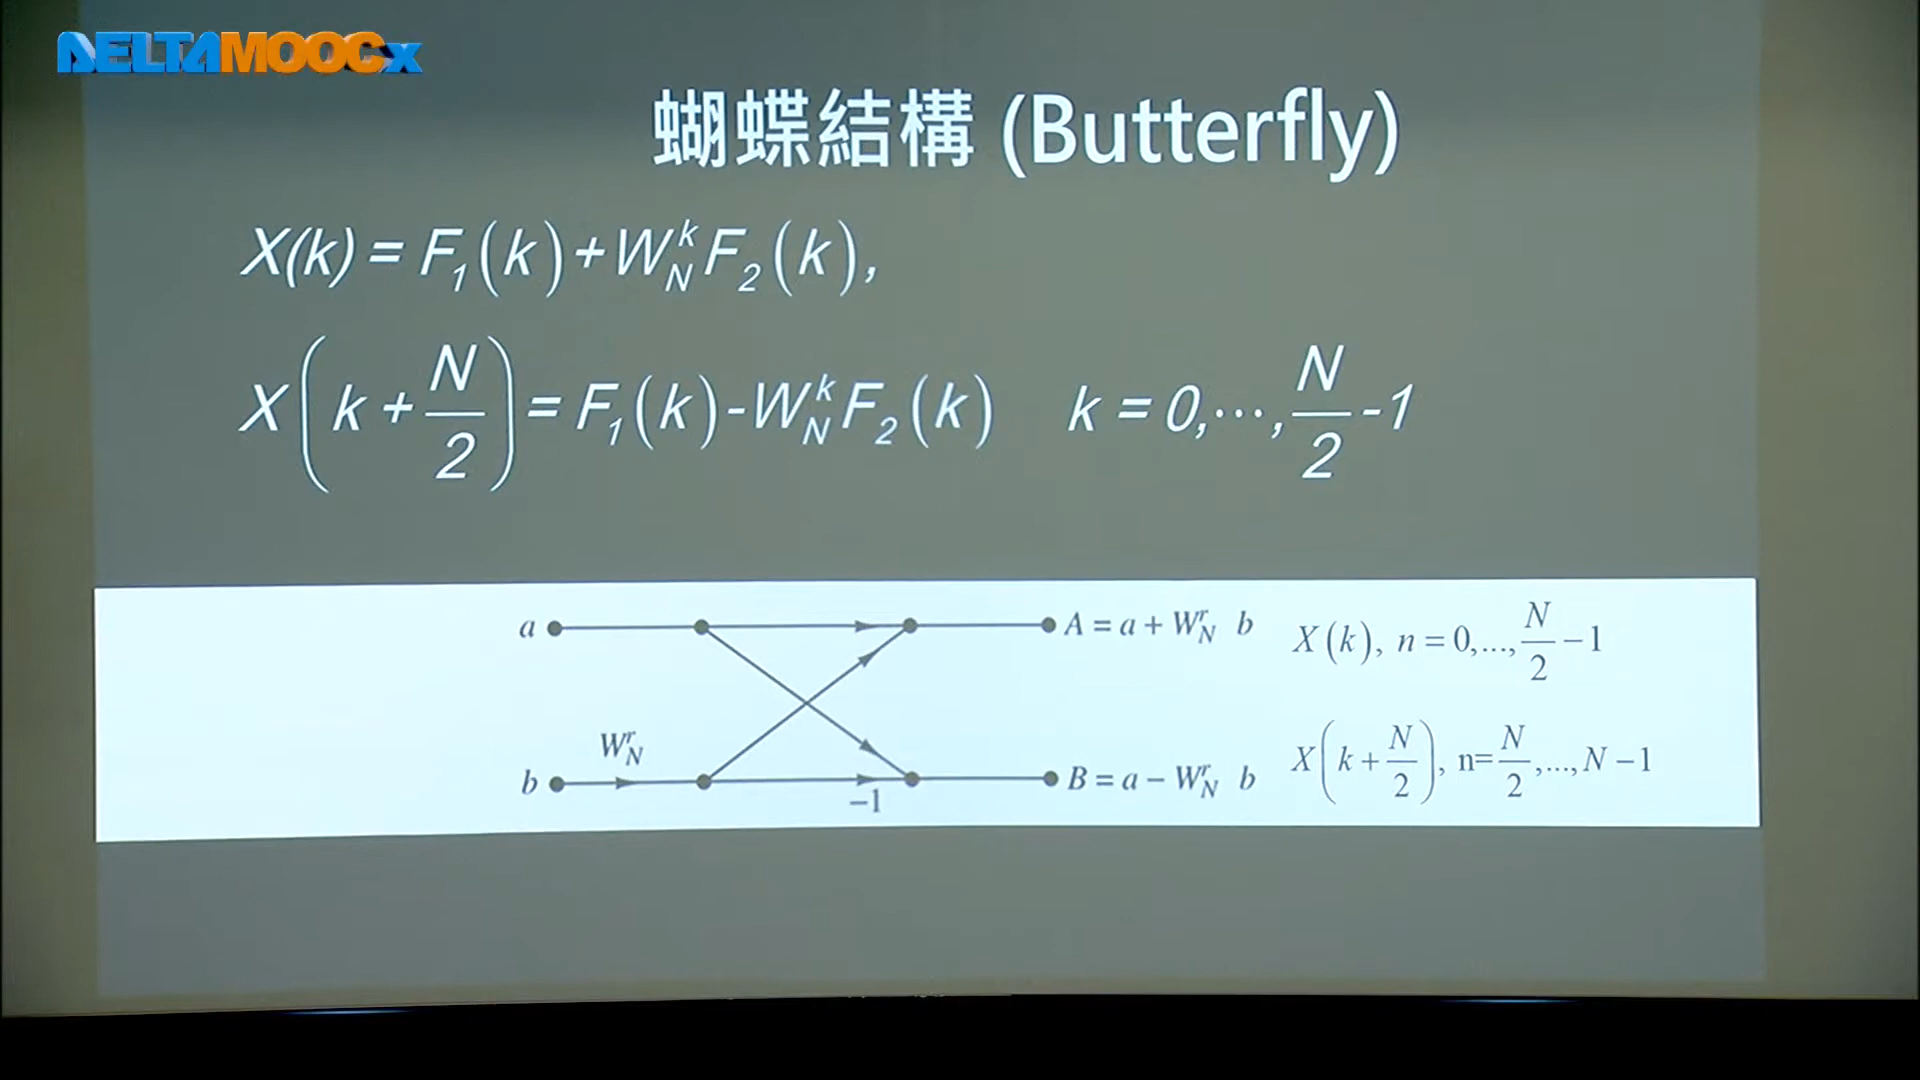 DELTAMOOCx
蝴蝶結構 (Butterfly)
X(k) = F₁(k) + W_N^k F₂(k),
X(k + N/2) = F₁(k) - W_N^k F₂(k)    k = 0,⋯,N/2 -1
a    A = a + W_N^r b    X(k), n = 0,...,N/2 − 1
W_N^r
b    −1    B = a − W_N^r b    X(k + N/2), n= N/2,...,N −1